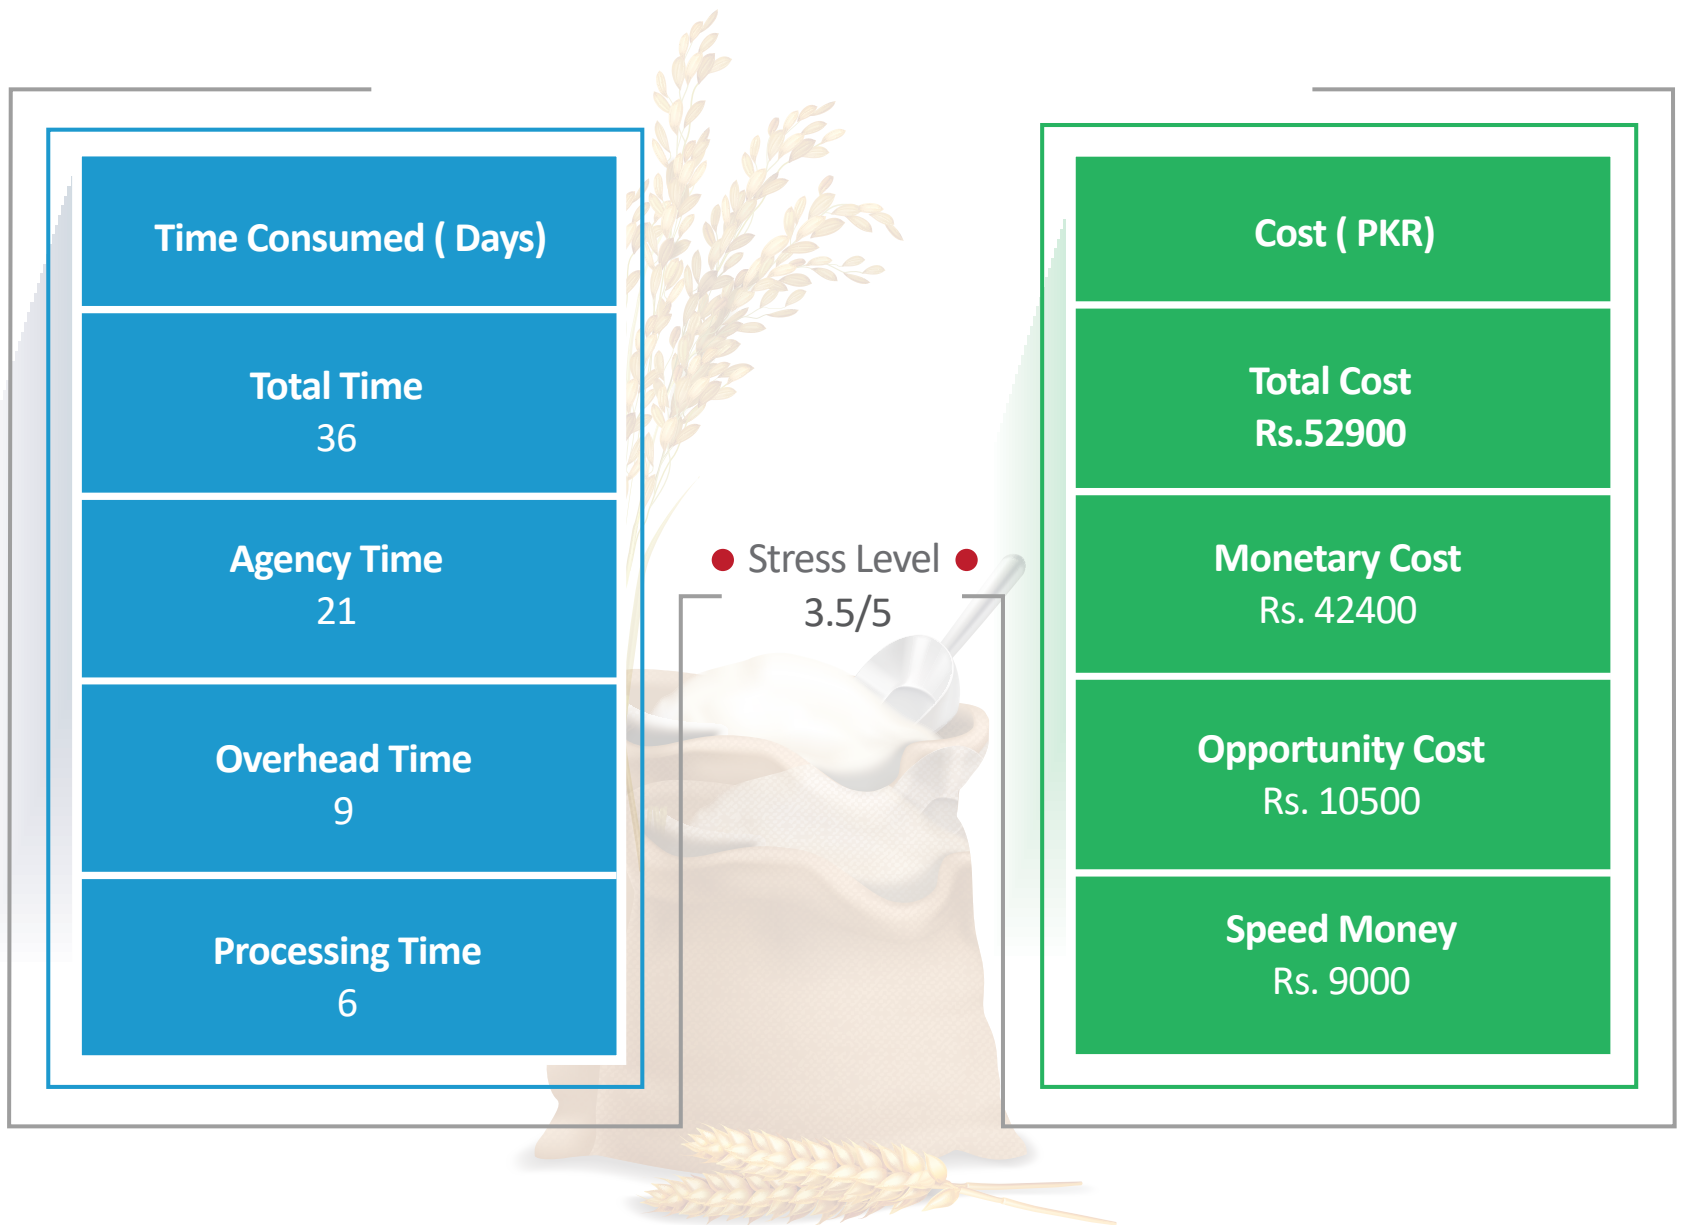 Time Consumed ( Days)
Total Time
36
Agency Time
21
Overhead Time
9
Processing Time
6
Stress Level
3.5/5
Cost ( PKR)
Total Cost
Rs.52900
Monetary Cost
Rs. 42400
Opportunity Cost
Rs. 10500
Speed Money
Rs. 9000